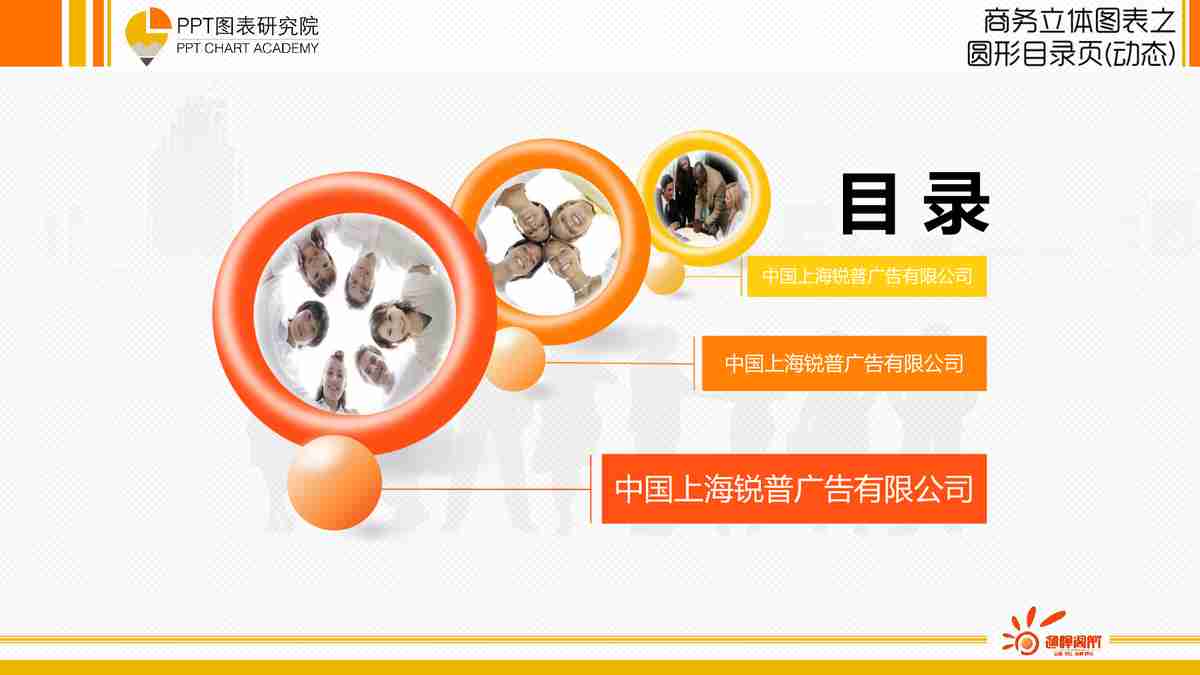 PPT图表研究院
PPT CHART ACADEMY
商务立体图表之
圆形目录页(动态)
目录
中国上海锐普广告有限公司
中国上海锐普广告有限公司
中国上海锐普广告有限公司